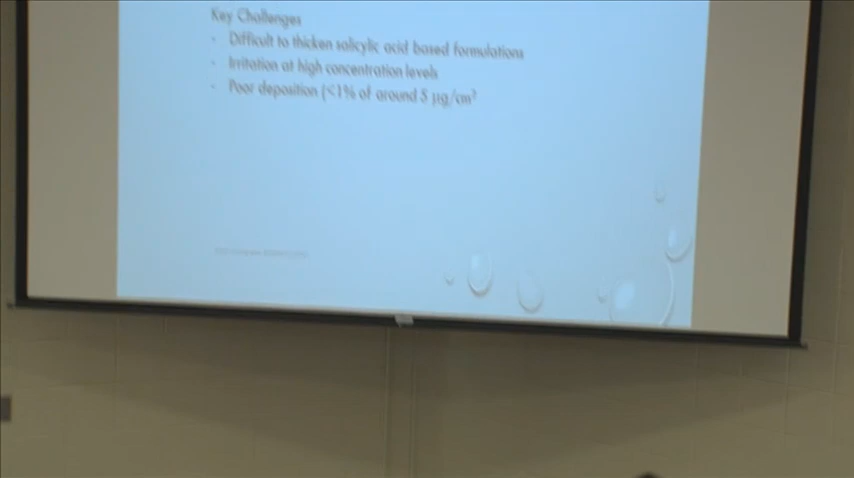 Key Challenges
- Difficult to thicken salicylic acid based formulations
- Irritation at high concentration levels
- Poor deposition (<1% of around 5 µg/cm²